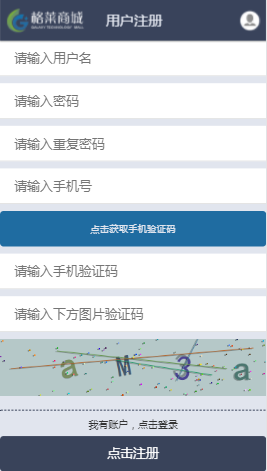 格莱商城 用户注册
请输入用户名
请输入密码
请输入重复密码
请输入手机号
点击获取手机验证码
请输入手机验证码
请输入下方图片验证码
a M 3 a
我有账户，点击登录
点击注册